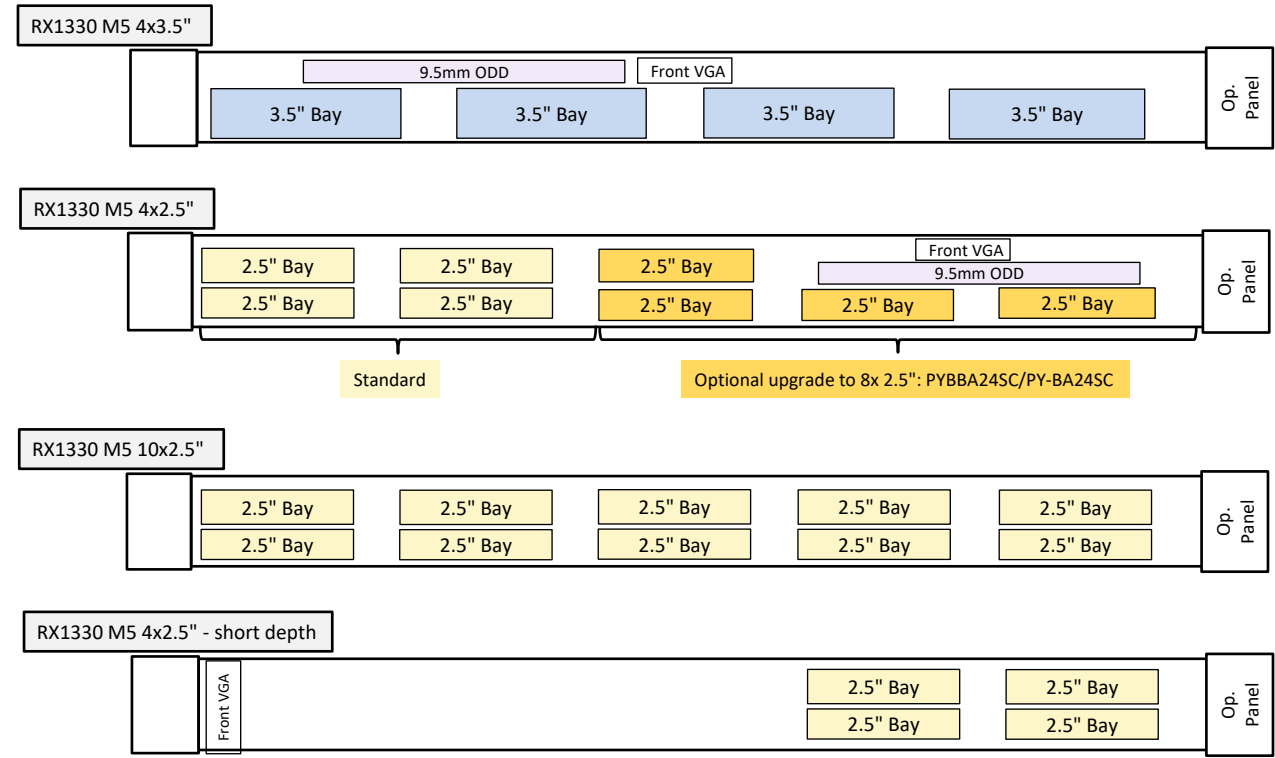 RX1330 M5 4x3.5"
9.5mm ODD
Front VGA
3.5" Bay
3.5" Bay
3.5" Bay
3.5" Bay
Op.
Panel
RX1330 M5 4x2.5"
2.5" Bay
2.5" Bay
2.5" Bay
Front VGA
9.5mm ODD
2.5" Bay
2.5" Bay
2.5" Bay
2.5" Bay
2.5" Bay
Op.
Panel
Standard
Optional upgrade to 8x 2.5": PYBBA24SC/PY-BA24SC
RX1330 M5 10x2.5"
2.5" Bay
2.5" Bay
2.5" Bay
2.5" Bay
2.5" Bay
2.5" Bay
2.5" Bay
2.5" Bay
2.5" Bay
2.5" Bay
Op.
Panel
RX1330 M5 4x2.5" - short depth
Front VGA
2.5" Bay
2.5" Bay
2.5" Bay
2.5" Bay
Op.
Panel